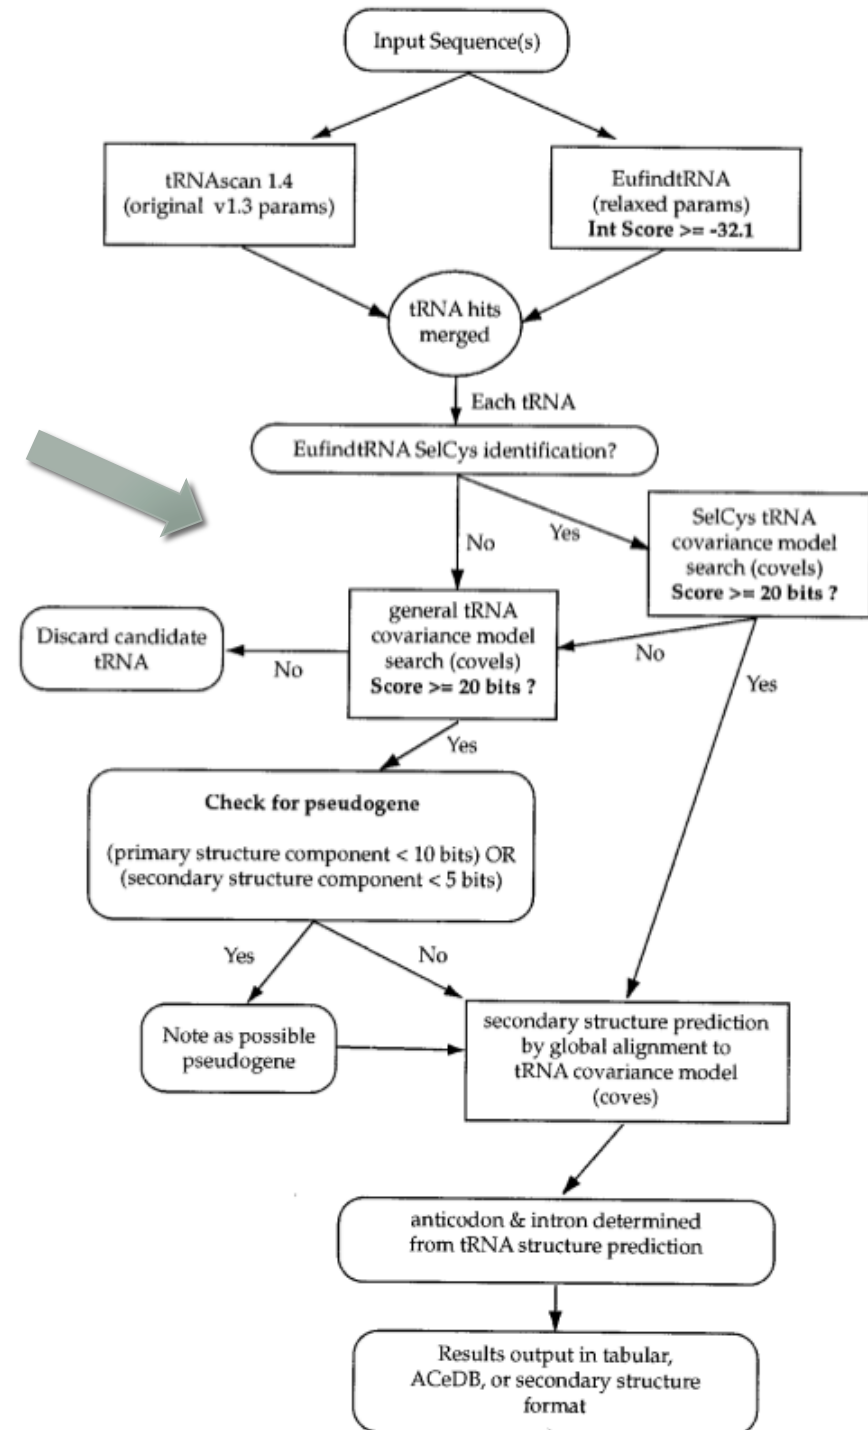 Input Sequence(s)
tRNAscan 1.4
(original v1.3 params)
EufindtRNA
(relaxed params)
Int Score >= -32.1
tRNA hits
merged
Each tRNA
EufindtRNA SelCys identification?
No
Yes
SelCys tRNA
covariance model
search (covels)
Score >= 20 bits ?
general tRNA
covariance model
search (covels)
Score >= 20 bits ?
No
Discard candidate
tRNA
No
Yes
Yes
Check for pseudogene
(primary structure component < 10 bits) OR
(secondary structure component < 5 bits)
Yes
No
Note as possible
pseudogene
secondary structure prediction
by global alignment to
tRNA covariance model
(coves)
anticodon & intron determined
from tRNA structure prediction
Results output in tabular,
ACeDB, or secondary structure
format